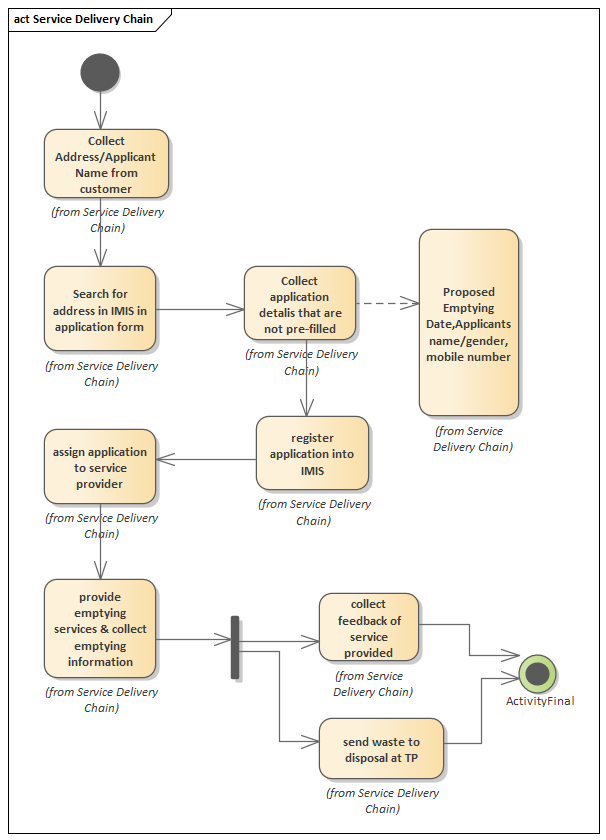 act Service Delivery Chain
Collect
Address/Applicant
Name from
customer
(from Service Delivery
Chain)
Search for
address in IMIS in
application form
(from Service Delivery
Chain)
Collect
application
detalis that are
not pre-filled
(from Service Delivery
Chain)
Proposed
Emptying
Date,Applicants
name/gender,
mobile number
(from Service
Delivery Chain)
register
application into
IMIS
(from Service Delivery
Chain)
assign application
to service
provider
(from Service Delivery
Chain)
provide
emptying
services & collect
emptying
information
(from Service Delivery
Chain)
collect
feedback of
service
provided
(from Service
Delivery Chain)
send waste to
disposal at TP
(from Service Delivery
Chain)
ActivityFinal